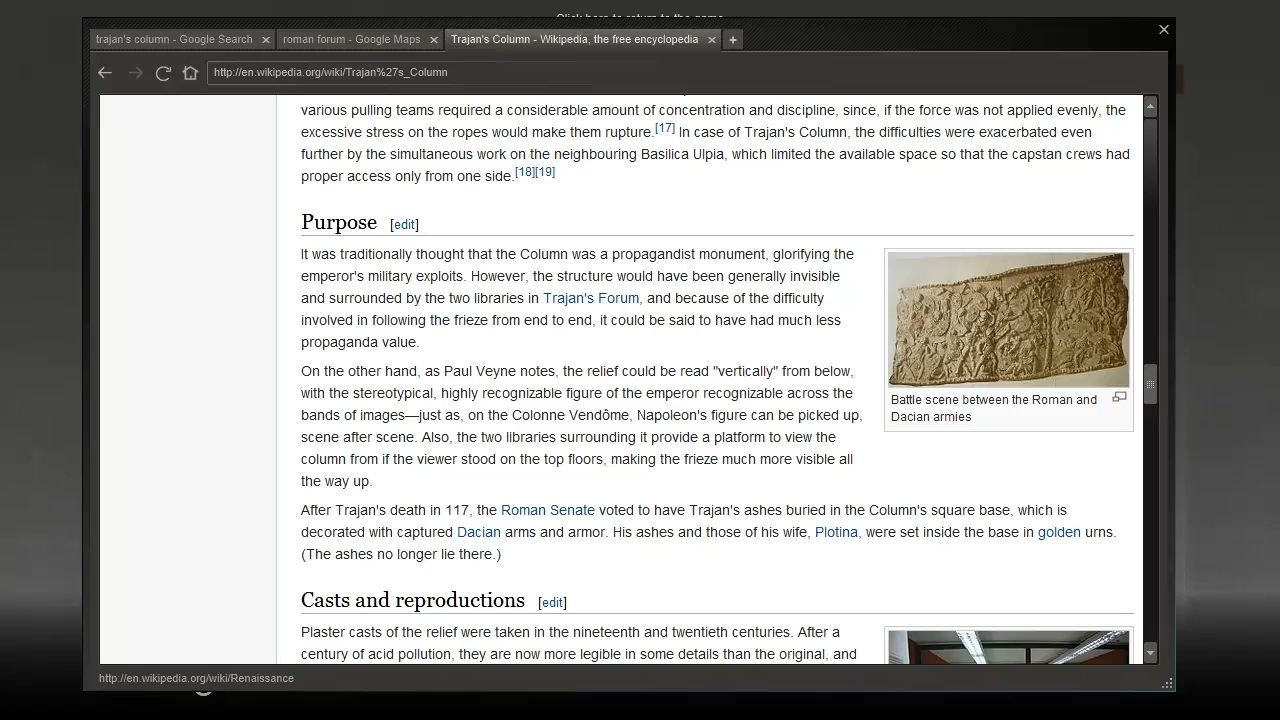 Click here to return to the game
trajan's column - Google Search
roman forum - Google Maps
Trajan's Column - Wikipedia, the free encyclopedia
http://en.wikipedia.org/wiki/Trajan%27s_Column
various pulling teams required a considerable amount of concentration and discipline, since, if the force was not applied evenly, the
excessive stress on the ropes would make them rupture.[17] In case of Trajan's Column, the difficulties were exacerbated even
further by the simultaneous work on the neighbouring Basilica Ulpia, which limited the available space so that the capstan crews had
proper access only from one side.[18][19]
Purpose [edit]
It was traditionally thought that the Column was a propagandist monument, glorifying the
emperor's military exploits. However, the structure would have been generally invisible
and surrounded by the two libraries in Trajan's Forum, and because of the difficulty
involved in following the frieze from end to end, it could be said to have had much less
propaganda value.
On the other hand, as Paul Veyne notes, the relief could be read "vertically" from below,
with the stereotypical, highly recognizable figure of the emperor recognizable across the
bands of images—just as, on the Colonne Vendôme, Napoleon's figure can be picked up,
scene after scene. Also, the two libraries surrounding it provide a platform to view the
column from if the viewer stood on the top floors, making the frieze much more visible all
the way up.
Battle scene between the Roman and
Dacian armies
After Trajan's death in 117, the Roman Senate voted to have Trajan's ashes buried in the Column's square base, which is
decorated with captured Dacian arms and armor. His ashes and those of his wife, Plotina, were set inside the base in golden urns.
(The ashes no longer lie there.)
Casts and reproductions [edit]
Plaster casts of the relief were taken in the nineteenth and twentieth centuries. After a
century of acid pollution, they are now more legible in some details than the original, and
http://en.wikipedia.org/wiki/Renaissance